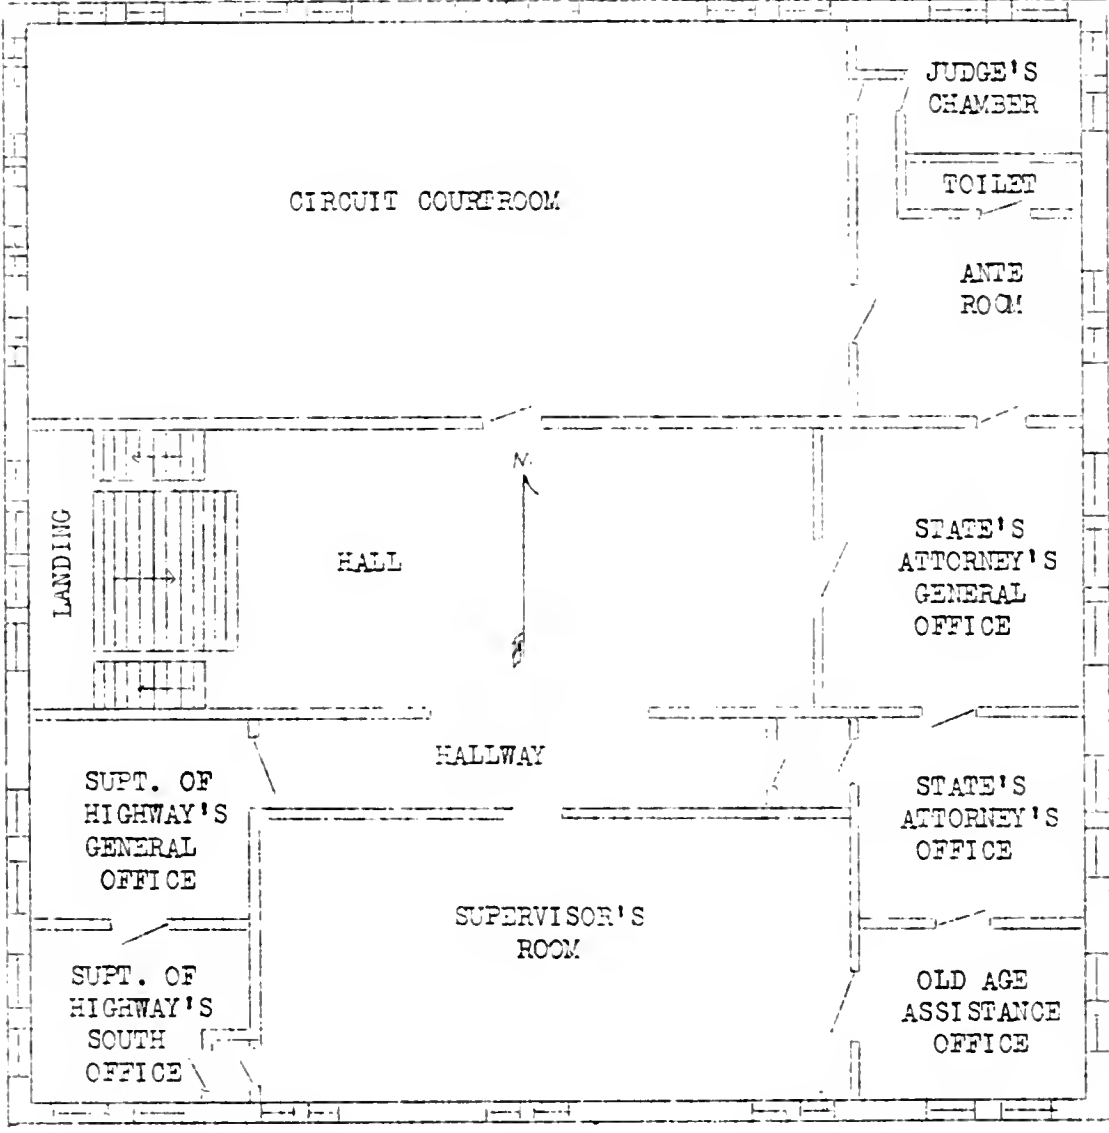 JUDGE'S
CHAMBER
TOILET
CIRCUIT COURTROOM
ANTE
ROOM
N.
LANDING
HALL
STATE'S
ATTORNEY'S
GENERAL
OFFICE
HALLWAY
SUPT. OF
HIGHWAY'S
GENERAL
OFFICE
STATE'S
ATTORNEY'S
OFFICE
SUPERVISOR'S
ROOM
SUPT. OF
HIGHWAY'S
SOUTH
OFFICE
OLD AGE
ASSISTANCE
OFFICE